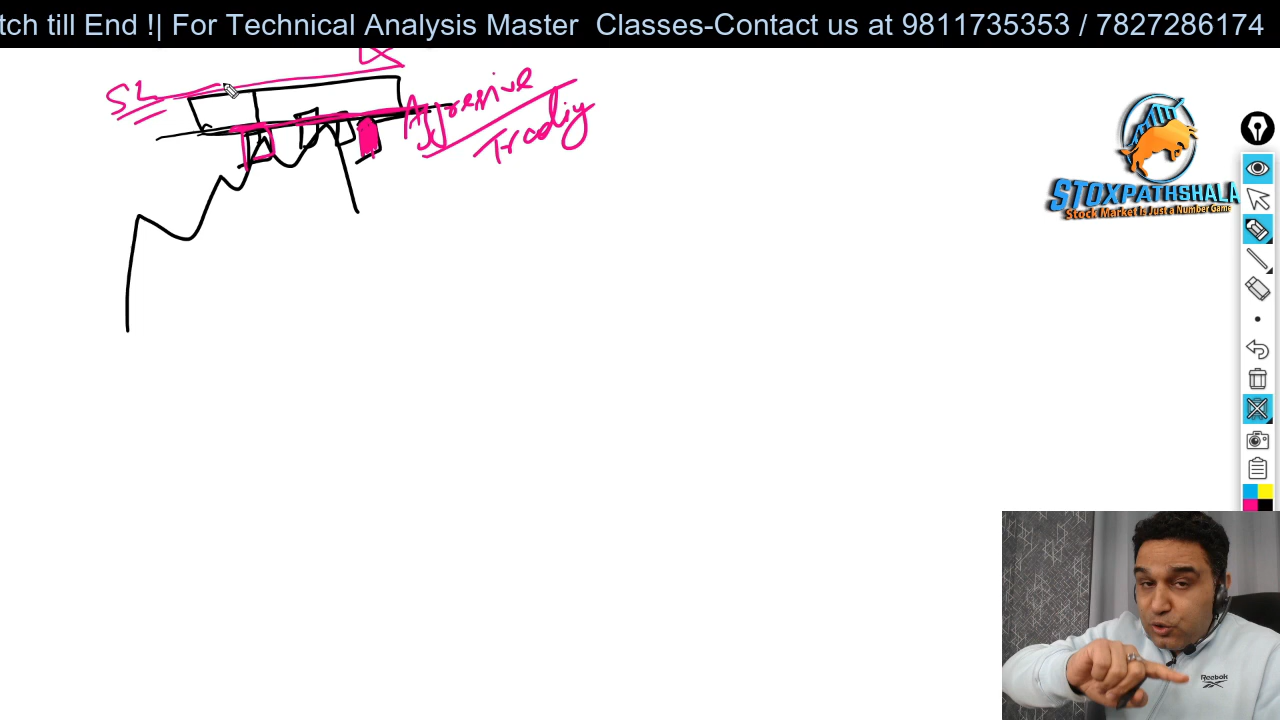 tch till End !| For Technical Analysis Master  Classes-Contact us at 9811735353 / 7827286174
SL
Aggressive
Trading
STOXPATHSHALA
Stock Market is Just a Number Game
Reebok